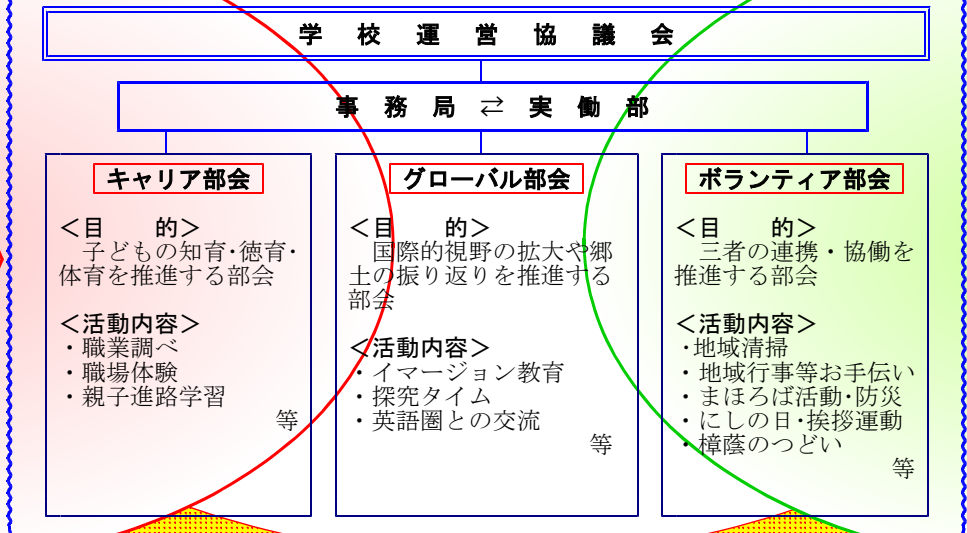 学校運営協議会
事務局 ⇄ 実働部
キャリア部会
＜目　　的＞
子どもの知育・徳育・
体育を推進する部会
＜活動内容＞
・職業調べ
・職場体験
・親子進路学習
等
グローバル部会
＜目　　的＞
国際的視野の拡大や郷
土の振り返りを推進する
部会
＜活動内容＞
・イマージョン教育
・探究タイム
・英語圏との交流
等
ボランティア部会
＜目　　的＞
三者の連携・協働を
推進する部会
＜活動内容＞
・地域清掃
・地域行事等お手伝い
・まほろば活動・防災
・にしの日・挨拶運動
・樟蔭のつどい
等